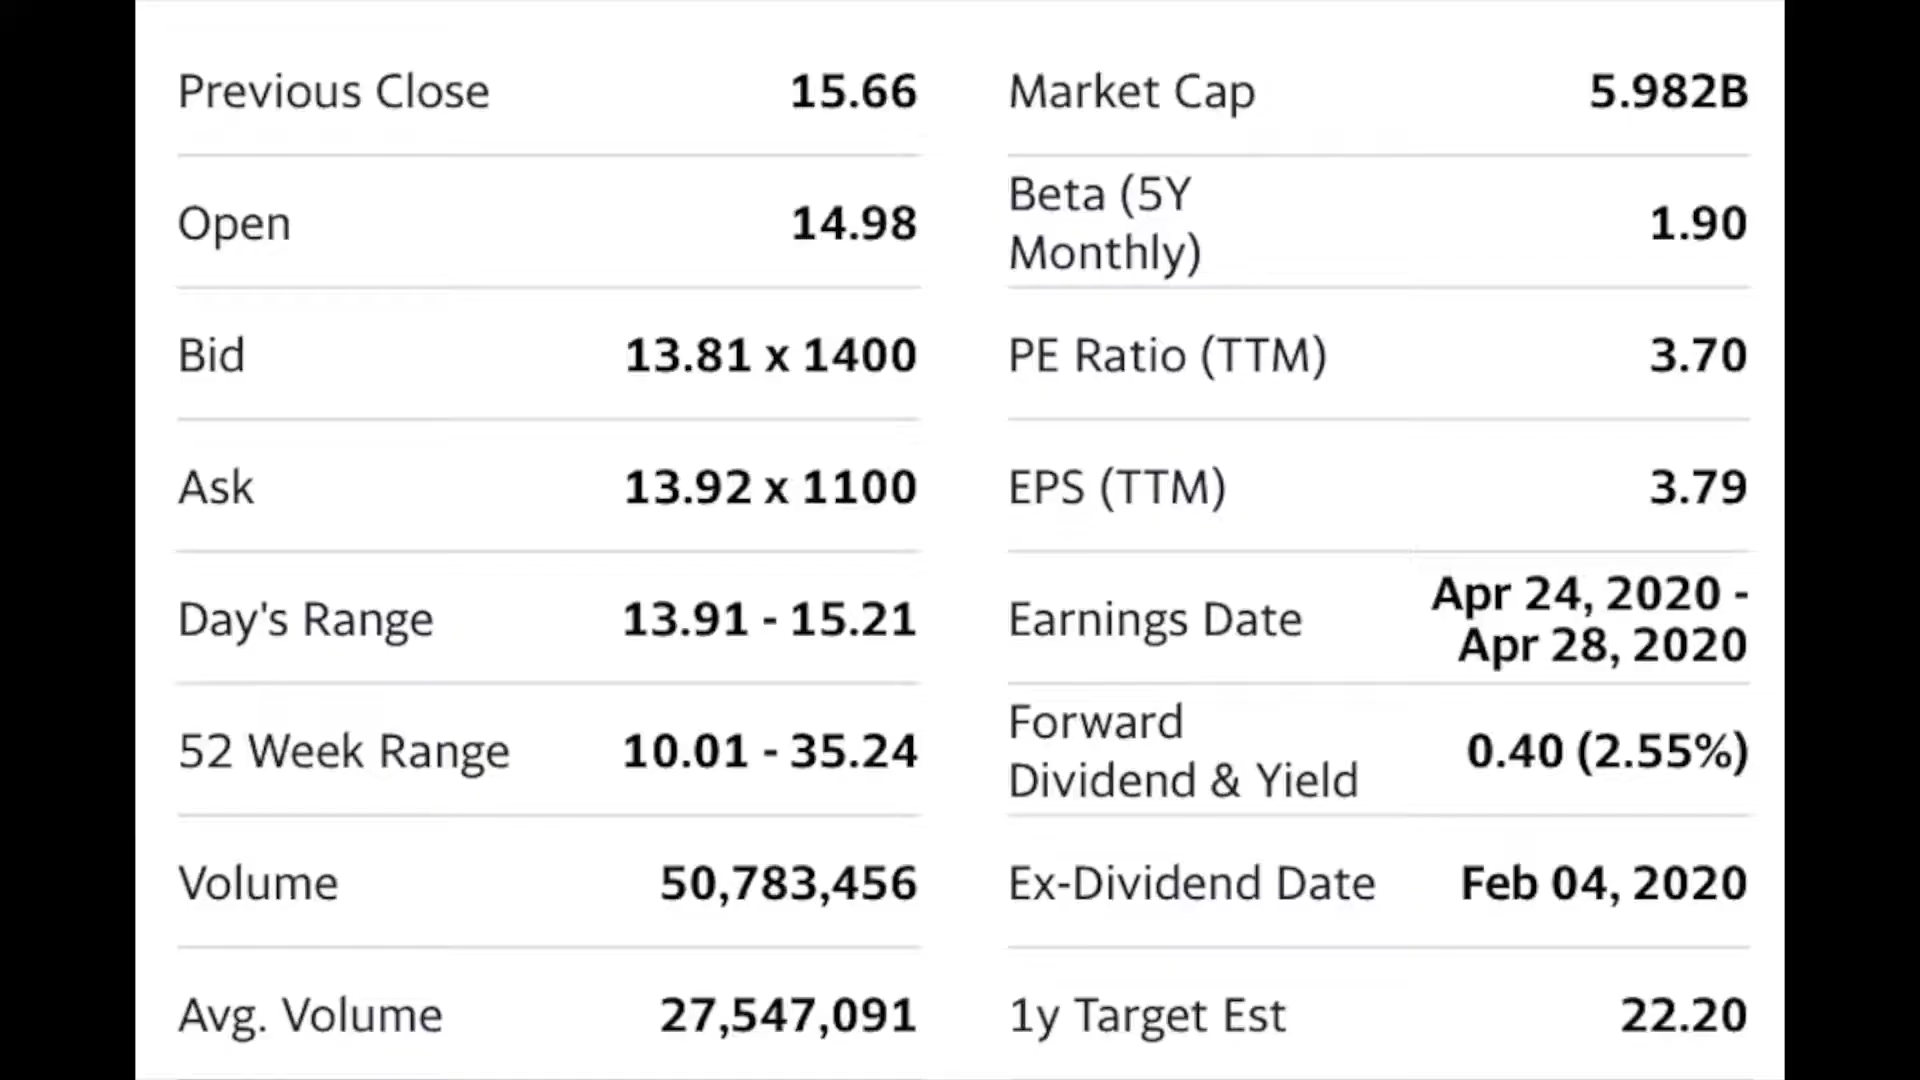 Previous Close 15.66
Open 14.98
Bid 13.81 x 1400
Ask 13.92 x 1100
Day's Range 13.91 - 15.21
52 Week Range 10.01 - 35.24
Volume 50,783,456
Avg. Volume 27,547,091
Market Cap 5.982B
Beta (5Y
Monthly) 1.90
PE Ratio (TTM) 3.70
EPS (TTM) 3.79
Earnings Date Apr 24, 2020 -
Apr 28, 2020
Forward
Dividend & Yield 0.40 (2.55%)
Ex-Dividend Date Feb 04, 2020
1y Target Est 22.20